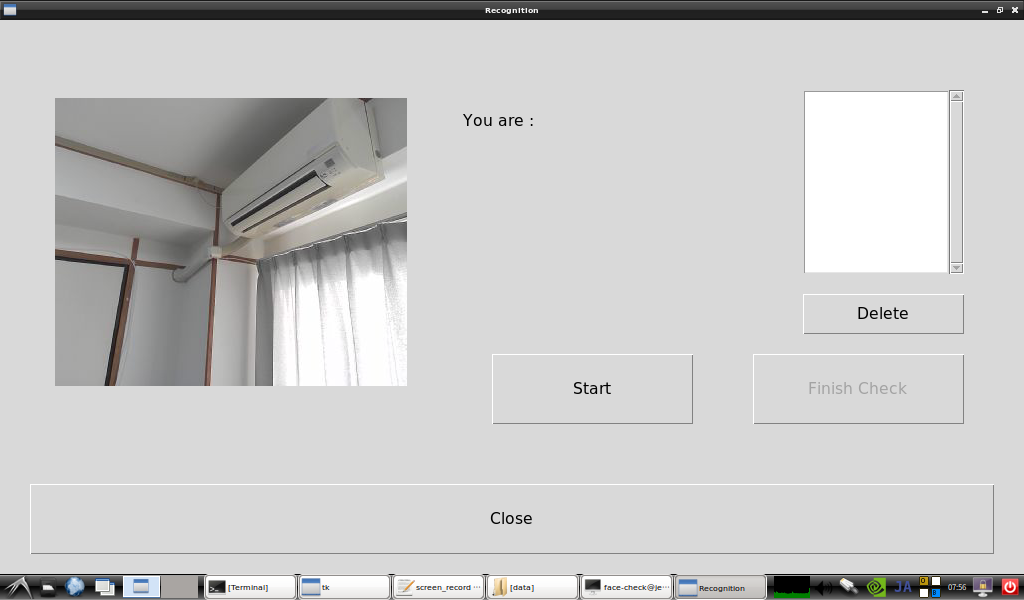 Recognition
You are :
Delete
Start
Finish Check
Close
[Terminal]
tk
screen_record ...
[data]
face-check@je...
Recognition
JA
07:56